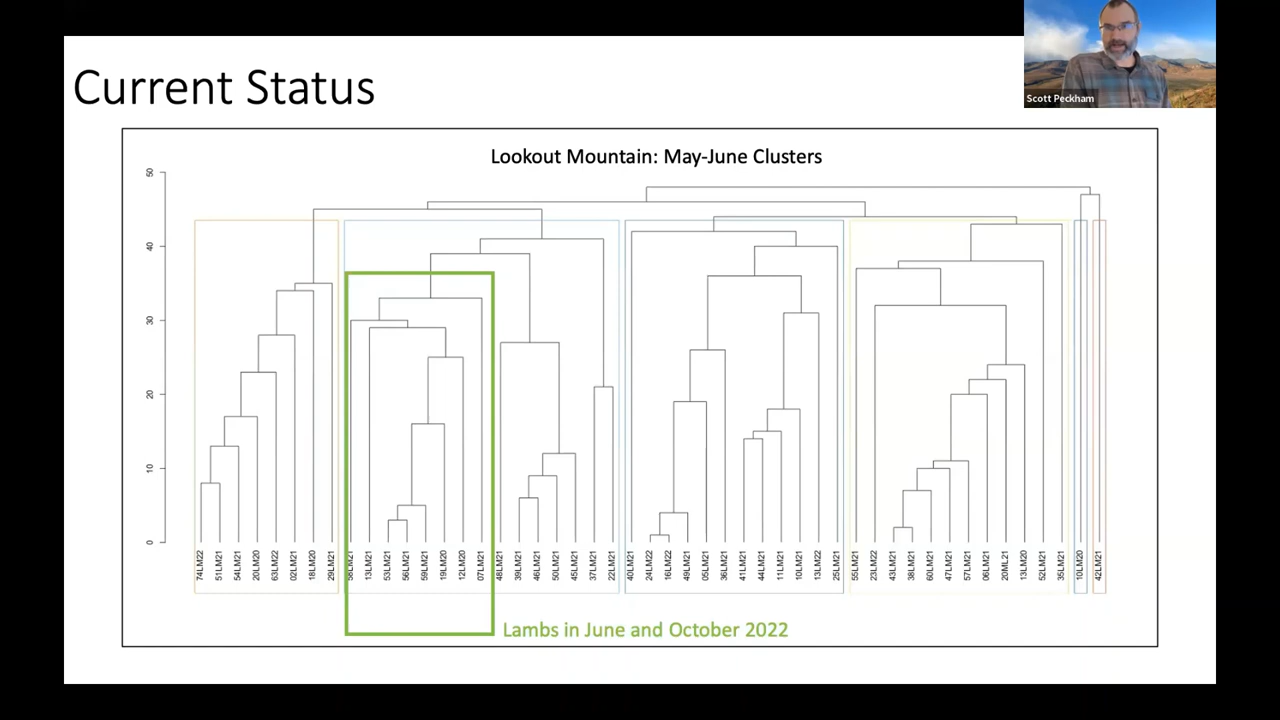 Current Status
Scott Peckham
Lookout Mountain: May-June Clusters
50
40
30
20
10
0
74LM22
51LM21
54LM21
20LM20
63LM22
02LM21
18LM20
29LM21
13LM21
53LM21
56LM21
59LM21
19LM20
12LM20
07LM21
48LM21
39LM21
46LM21
50LM21
45LM21
37LM21
22LM21
40LM21
24LM22
16LM22
49LM21
05LM21
36LM21
41LM21
44LM21
11LM21
10LM21
13LM22
25LM21
55LM21
23LM22
43LM21
38LM21
60LM21
47LM21
57LM21
06LM21
20ML21
13LM20
52LM21
35LM21
10LM20
42LM21
Lambs in June and October 2022